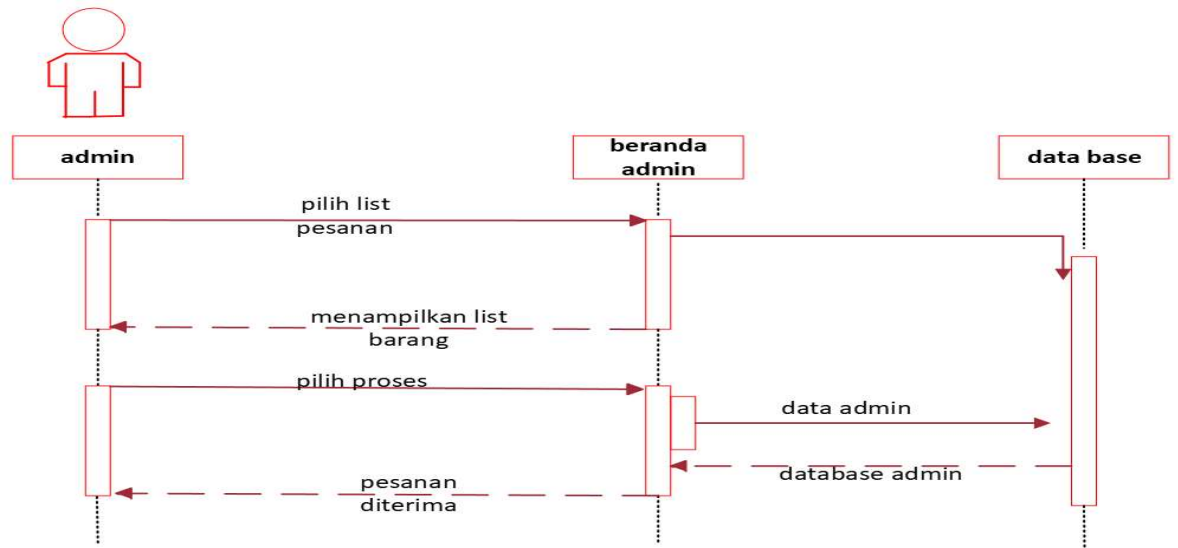 admin
beranda
admin
data base
pilih list
pesanan
menampilkan list
barang
pilih proses
data admin
database admin
pesanan
diterima